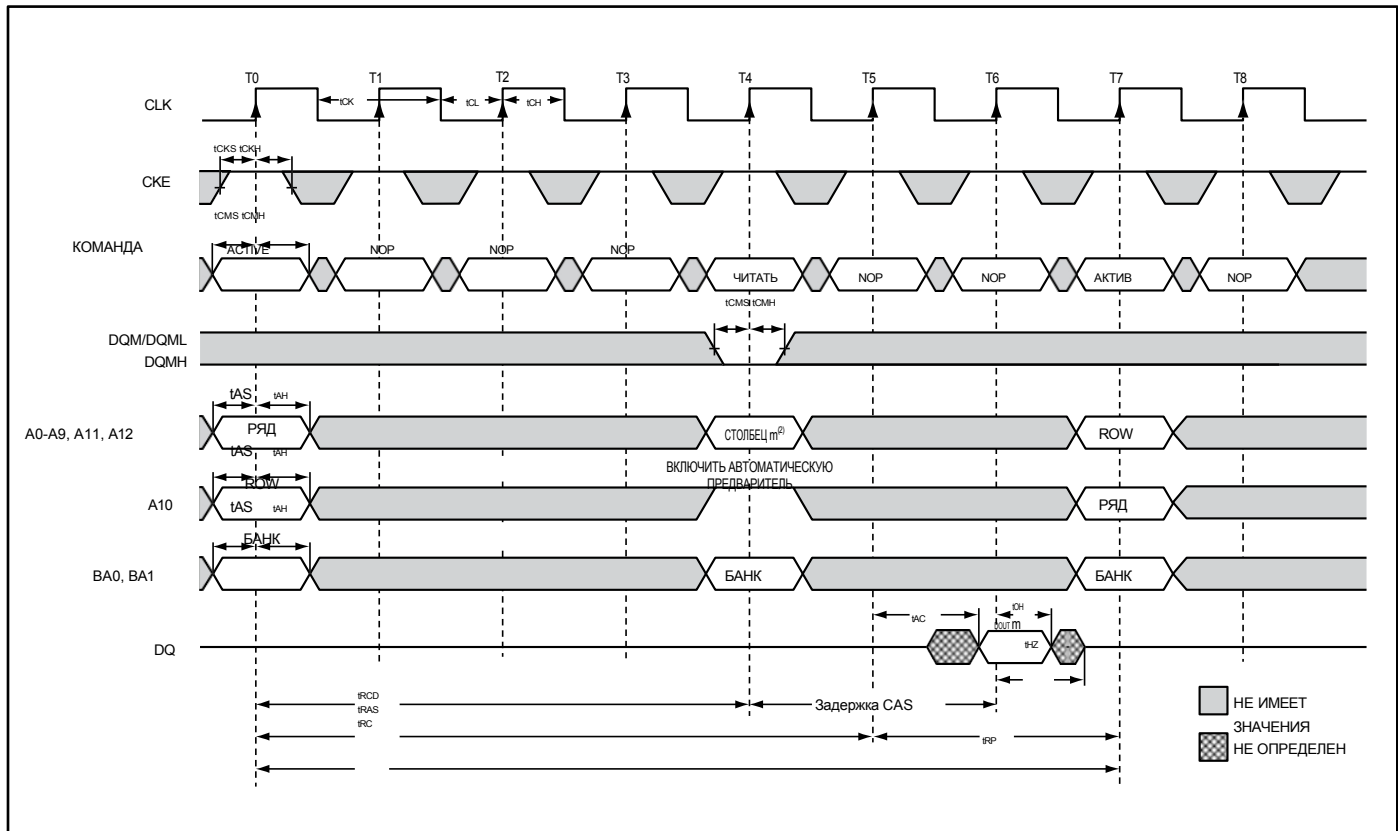 T0 T1 T2 T3 T4 T5 T6 T7 T8
CLK
tCK tCL tCH
tCKS tCKH
CKE
tCMS tCMH
КОМАНДА
ACTIVE NOP NOP NOP
ЧИТАТЬ NOP NOP АКТИВ NOP
tCMS tCMH
DQM/DQML
DQMH
tAS tAH
A0-A9, A11, A12
РЯД СТОЛБЕЦ m(2) ROW
tAS tAH
ВКЛЮЧИТЬ АВТОМАТИЧЕСКУЮ
ПРЕДВАРИТЕЛЬ
ROW
A10
tAS tAH
РЯД
БАНК
BA0, BA1
БАНК БАНК
tAC tOH
DOUT m
DQ
tHZ
tRCD
tRAS
tRC
Задержка CAS
tRP
НЕ ИМЕЕТ
ЗНАЧЕНИЯ
НЕ ОПРЕДЕЛЕН